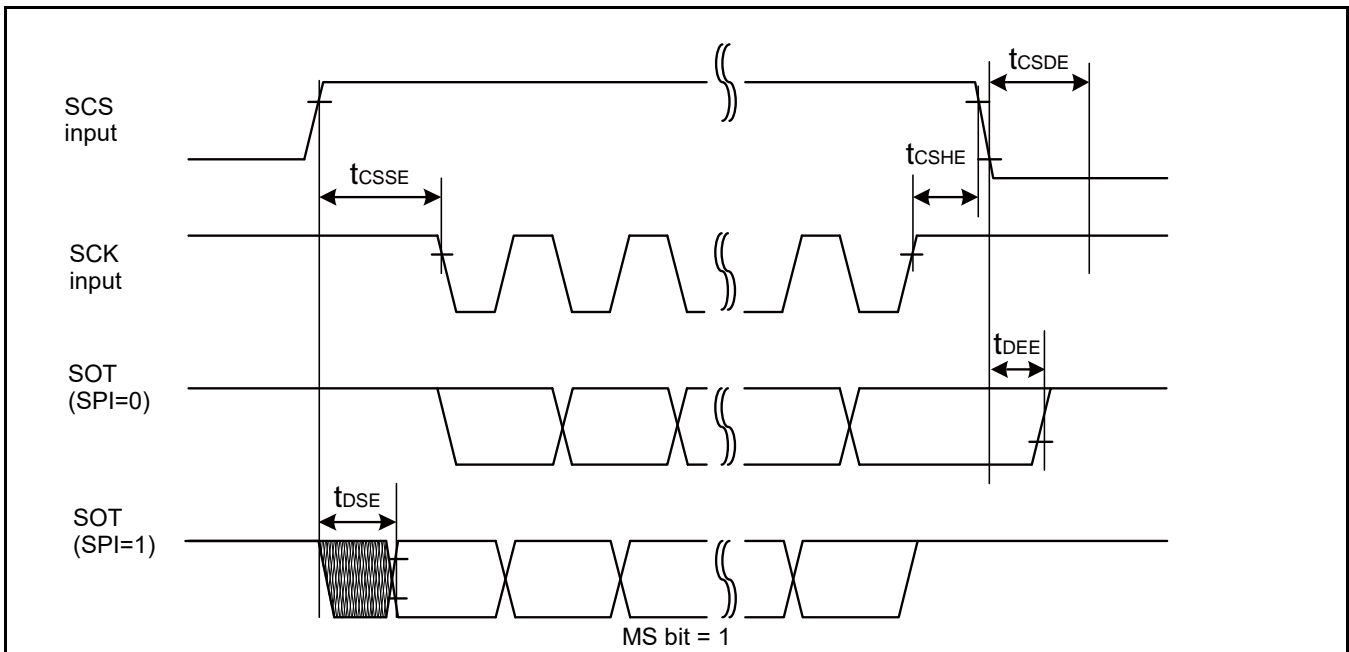 tCSDE
SCS
input
tCSHE
tCSSE
SCK
input
tDEE
SOT
(SPI=0)
tDSE
SOT
(SPI=1)
MS bit = 1